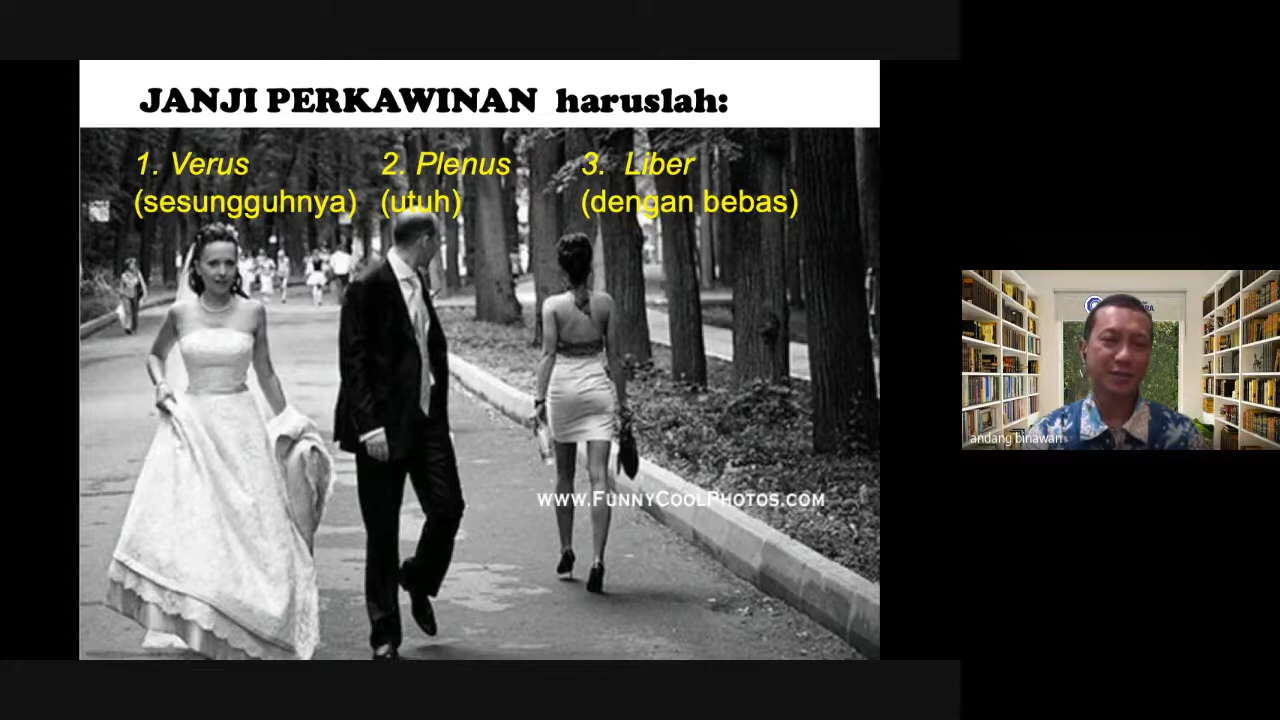 JANJI PERKAWINAN haruslah:
1. Verus 2. Plenus 3. Liber
(sesungguhnya) (utuh) (dengan bebas)
www.FunnyCoolPhotos.com
andang binawan